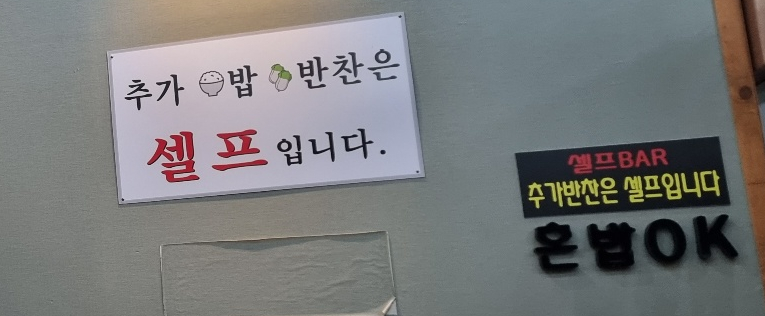 추가 밥 반찬은
셀프입니다.
셀프BAR
추가반찬은 셀프입니다
혼밥OK